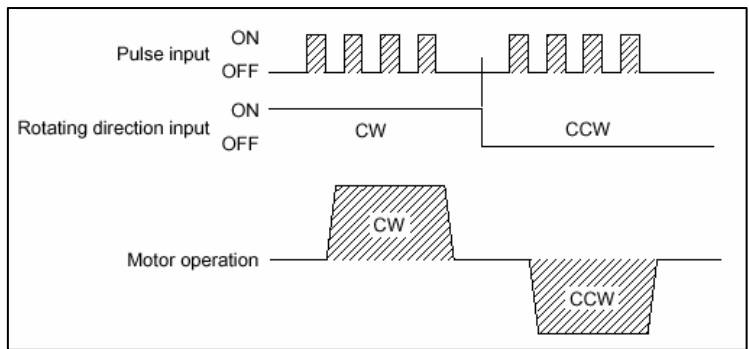 Pulse input
ON
OFF
Rotating direction input
ON
OFF
CW
CCW
Motor operation
CW
CCW